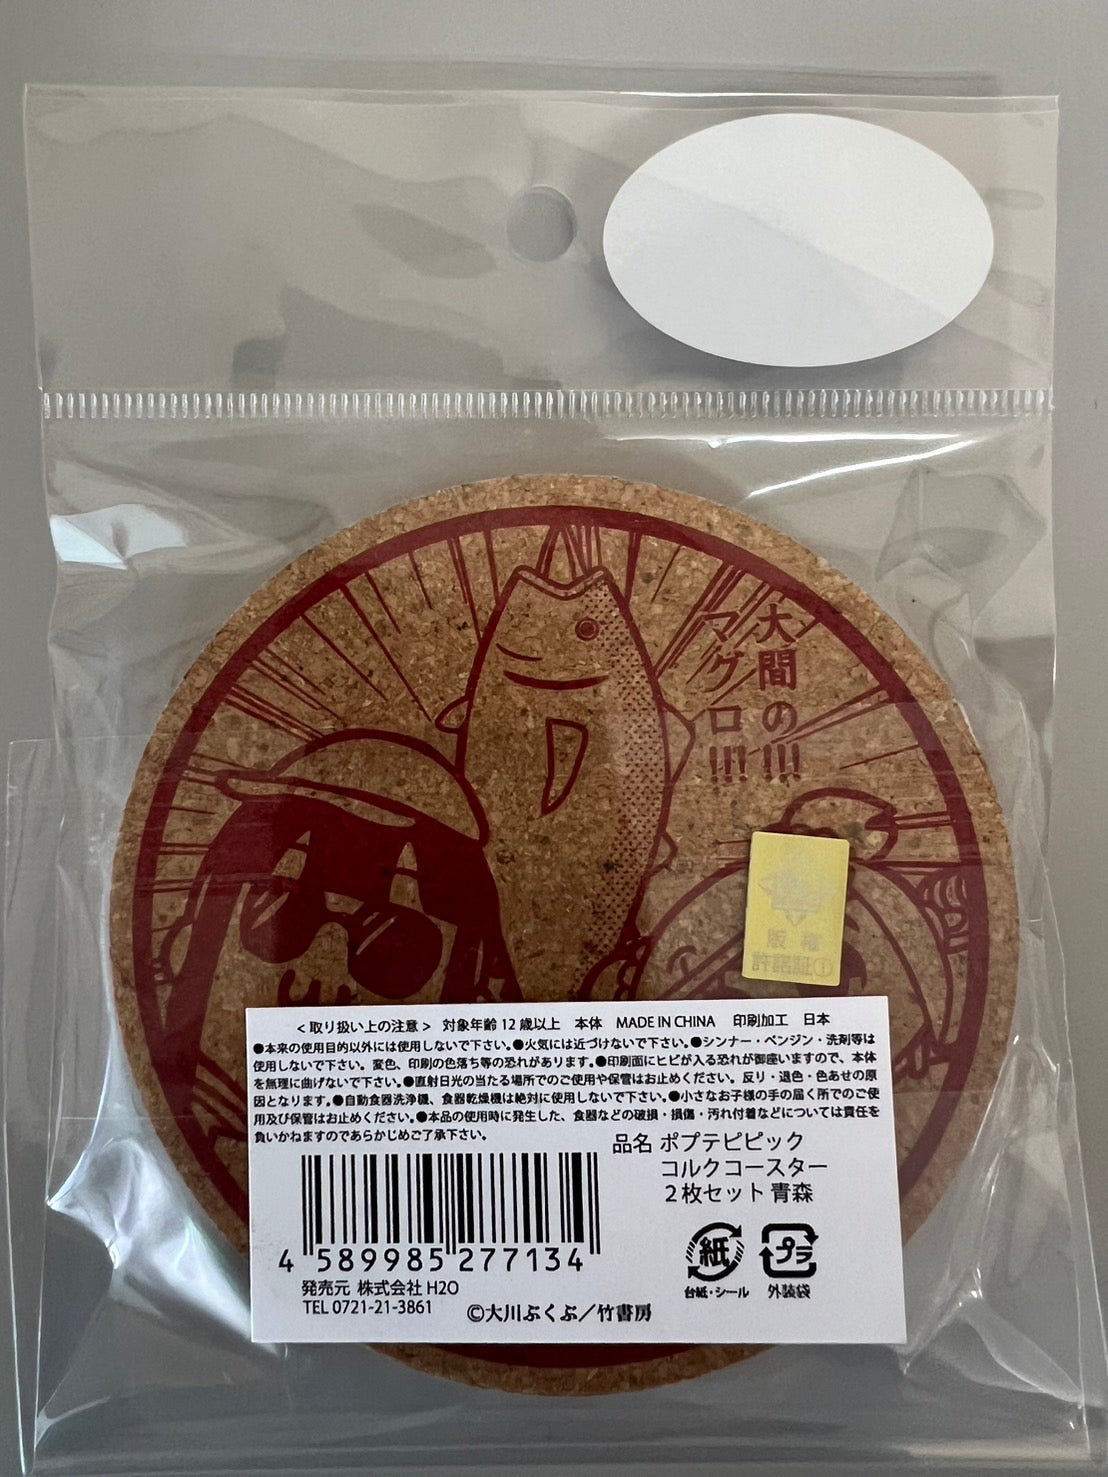 大間の!!!
マグロ!!!
版権
許諾証①
<取り扱い上の注意> 対象年齢12歳以上 本体 MADE IN CHINA 印刷加工 日本
●本来の使用目的以外には使用しないで下さい。●火気には近づけないで下さい。●シンナー・ベンジン・洗剤等は
使用しないで下さい。変色、印刷の色落ち等の恐れがあります。●印刷面にヒビが入る恐れが御座いますので、本体
を無理に曲げないで下さい。●直射日光の当たる場所でのご使用や保管はお止めください。反り・退色・色あせの原
因となります。●自動食器洗浄機、食器乾燥機は絶対に使用しないで下さい。●小さなお子様の手の届く所でのご使
用及び保管はお止めください。●本品の使用時に発生した、食器などの破損・損傷・汚れ付着などについては責任を
負いかねますのであらかじめご了承下さい。
品名 ポプテピピック
コルクコースター
2枚セット 青森
4 589985 277134
発売元 株式会社 H2O
TEL 0721-21-3861
©大川ぶくぶ／竹書房
紙
台紙・シール
プラ
外装袋